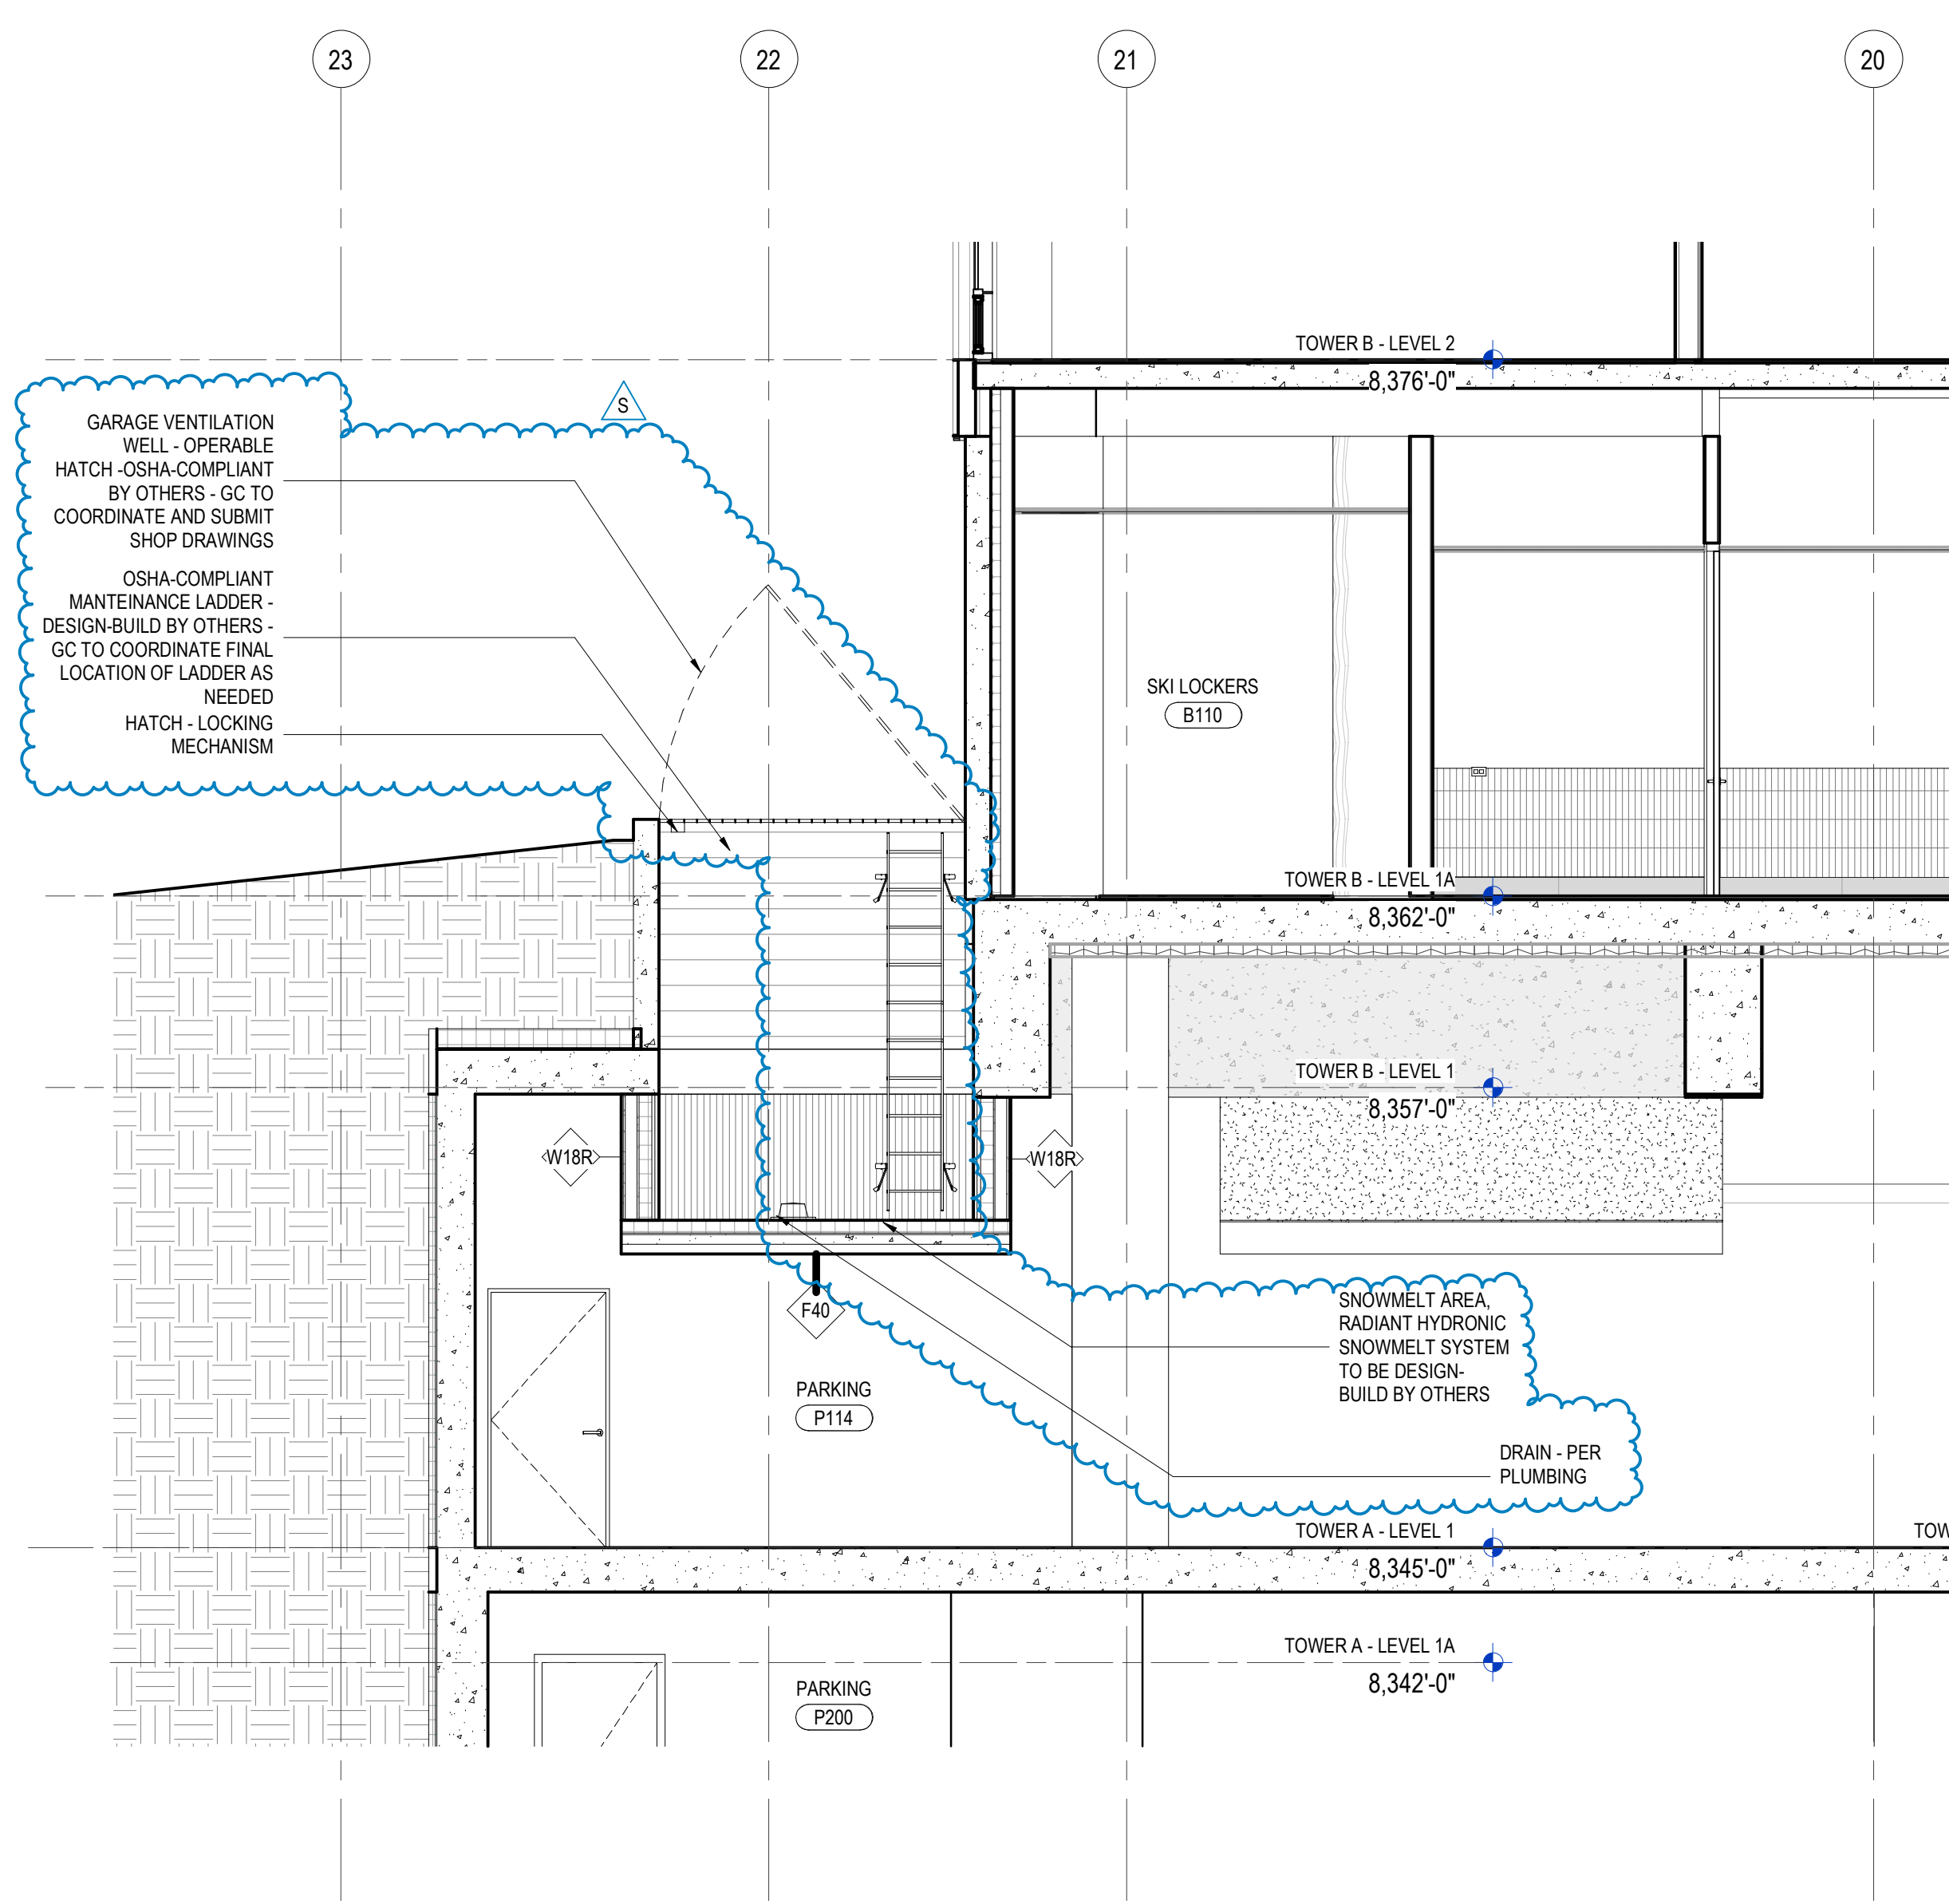 23
22
21
20
TOWER B - LEVEL 2
8,376'-0"
S
GARAGE VENTILATION
WELL - OPERABLE
HATCH -OSHA-COMPLIANT
BY OTHERS - GC TO
COORDINATE AND SUBMIT
SHOP DRAWINGS
OSHA-COMPLIANT
MANTEINANCE LADDER -
DESIGN-BUILD BY OTHERS -
GC TO COORDINATE FINAL
LOCATION OF LADDER AS
NEEDED
HATCH - LOCKING
MECHANISM
SKI LOCKERS
B110
TOWER B - LEVEL 1A
8,362'-0"
TOWER B - LEVEL 1
8,357'-0"
W18R
W18R
F40
SNOWMELT AREA,
RADIANT HYDRONIC
SNOWMELT SYSTEM
TO BE DESIGN-
BUILD BY OTHERS
PARKING
P114
DRAIN - PER
PLUMBING
TOWER A - LEVEL 1
8,345'-0"
TOW
TOWER A - LEVEL 1A
8,342'-0"
PARKING
P200